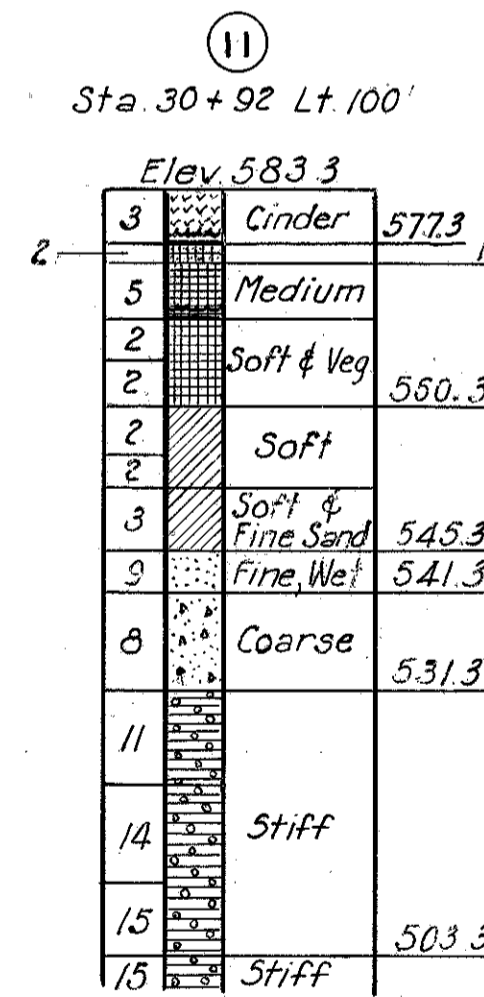 11
Sta. 30+92 Lt. 100'
Elev. 583 3
3 Cinder 577.3
2
5 Medium
2
Soft & Veg
2 560.3
2
Soft
2
Soft &
3 Fine Sand 545.3
9 Fine, Wet 541.3
8 Coarse 531.3
11
14 Stiff
15 503 3
15 Stiff